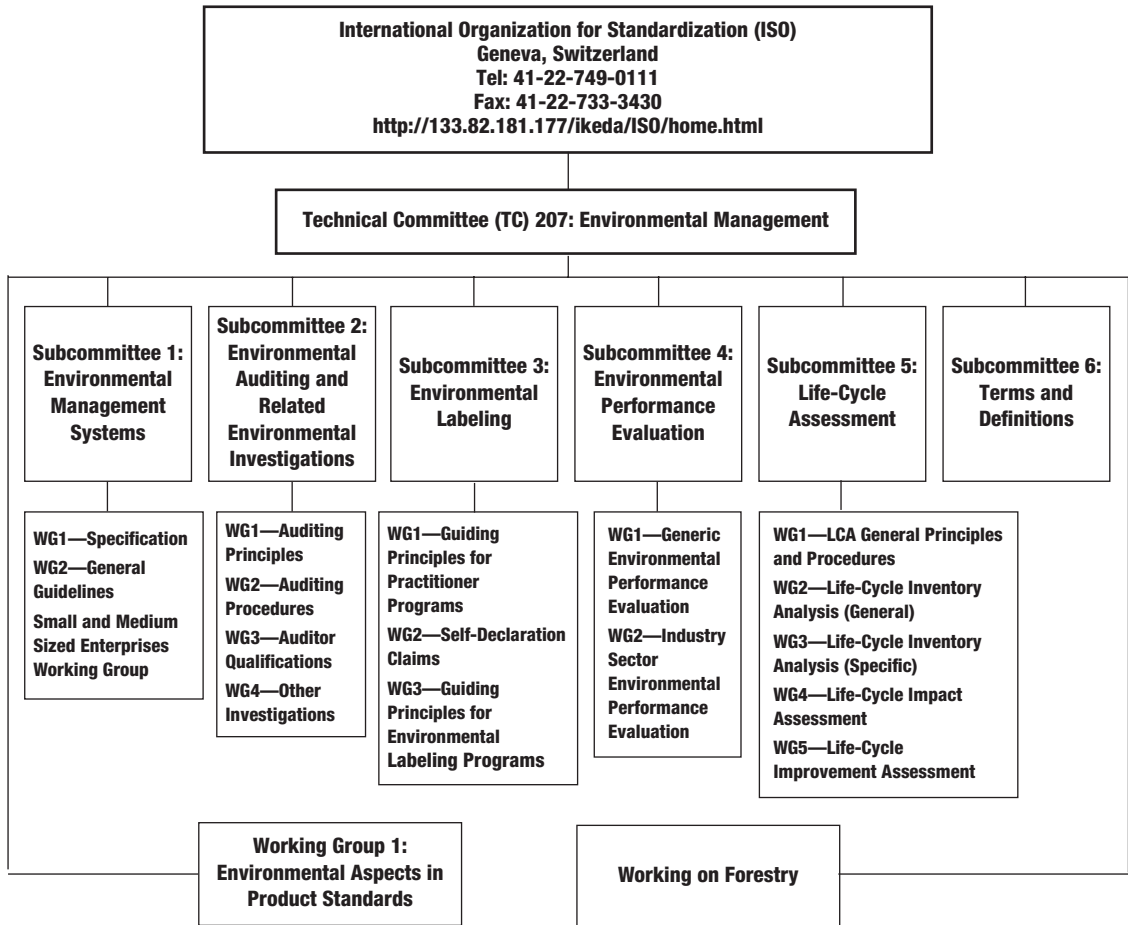 International Organization for Standardization (ISO)
Geneva, Switzerland
Tel: 41-22-749-0111
Fax: 41-22-733-3430
http://133.82.181.177/ikeda/ISO/home.html
Technical Committee (TC) 207: Environmental Management
Subcommittee 1:
Environmental
Management
Systems
Subcommittee 2:
Environmental
Auditing and
Related
Environmental
Investigations
Subcommittee 3:
Environmental
Labeling
Subcommittee 4:
Environmental
Performance
Evaluation
Subcommittee 5:
Life-Cycle
Assessment
Subcommittee 6:
Terms and
Definitions
WG1—Specification
WG2—General
Guidelines
Small and Medium
Sized Enterprises
Working Group
WG1—Auditing
Principles
WG2—Auditing
Procedures
WG3—Auditor
Qualifications
WG4—Other
Investigations
WG1—Guiding
Principles for
Practitioner
Programs
WG2—Self-Declaration
Claims
WG3—Guiding
Principles for
Environmental
Labeling Programs
WG1—Generic
Environmental
Performance
Evaluation
WG2—Industry
Sector
Environmental
Performance
Evaluation
WG1—LCA General Principles
and Procedures
WG2—Life-Cycle Inventory
Analysis (General)
WG3—Life-Cycle Inventory
Analysis (Specific)
WG4—Life-Cycle Impact
Assessment
WG5—Life-Cycle
Improvement Assessment
Working Group 1:
Environmental Aspects in
Product Standards
Working on Forestry